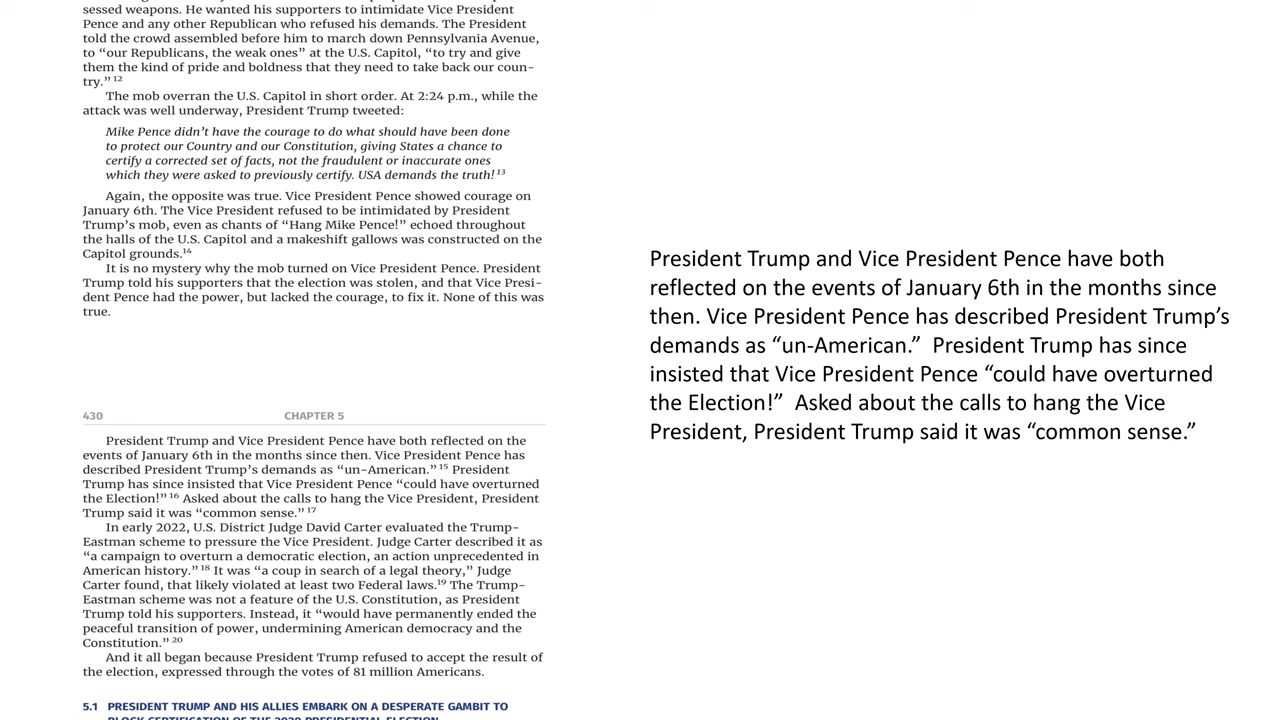 sessed weapons. He wanted his supporters to intimidate Vice President
Pence and any other Republican who refused his demands. The President
told the crowd assembled before him to march down Pennsylvania Avenue,
to “our Republicans, the weak ones” at the U.S. Capitol, “to try and give
them the kind of pride and boldness that they need to take back our coun-
try.” 12
The mob overran the U.S. Capitol in short order. At 2:24 p.m., while the
attack was well underway, President Trump tweeted:
Mike Pence didn’t have the courage to do what should have been done
to protect our Country and our Constitution, giving States a chance to
certify a corrected set of facts, not the fraudulent or inaccurate ones
which they were asked to previously certify. USA demands the truth! 13
Again, the opposite was true. Vice President Pence showed courage on
January 6th. The Vice President refused to be intimidated by President
Trump’s mob, even as chants of “Hang Mike Pence!” echoed throughout
the halls of the U.S. Capitol and a makeshift gallows was constructed on the
Capitol grounds.14
It is no mystery why the mob turned on Vice President Pence. President
Trump told his supporters that the election was stolen, and that Vice Presi-
dent Pence had the power, but lacked the courage, to fix it. None of this was
true.
430 CHAPTER 5
President Trump and Vice President Pence have both reflected on the
events of January 6th in the months since then. Vice President Pence has
described President Trump’s demands as “un-American.” 15 President
Trump has since insisted that Vice President Pence “could have overturned
the Election!” 16 Asked about the calls to hang the Vice President, President
Trump said it was “common sense.” 17
In early 2022, U.S. District Judge David Carter evaluated the Trump-
Eastman scheme to pressure the Vice President. Judge Carter described it as
“a campaign to overturn a democratic election, an action unprecedented in
American history.” 18 It was “a coup in search of a legal theory,” Judge
Carter found, that likely violated at least two Federal laws.19 The Trump-
Eastman scheme was not a feature of the U.S. Constitution, as President
Trump told his supporters. Instead, it “would have permanently ended the
peaceful transition of power, undermining American democracy and the
Constitution.” 20
And it all began because President Trump refused to accept the result of
the election, expressed through the votes of 81 million Americans.
5.1 PRESIDENT TRUMP AND HIS ALLIES EMBARK ON A DESPERATE GAMBIT TO
BLOCK CERTIFICATION OF THE 2020 PRESIDENTIAL ELECTION
President Trump and Vice President Pence have both
reflected on the events of January 6th in the months since
then. Vice President Pence has described President Trump’s
demands as “un-American.”  President Trump has since
insisted that Vice President Pence “could have overturned
the Election!”  Asked about the calls to hang the Vice
President, President Trump said it was “common sense.”